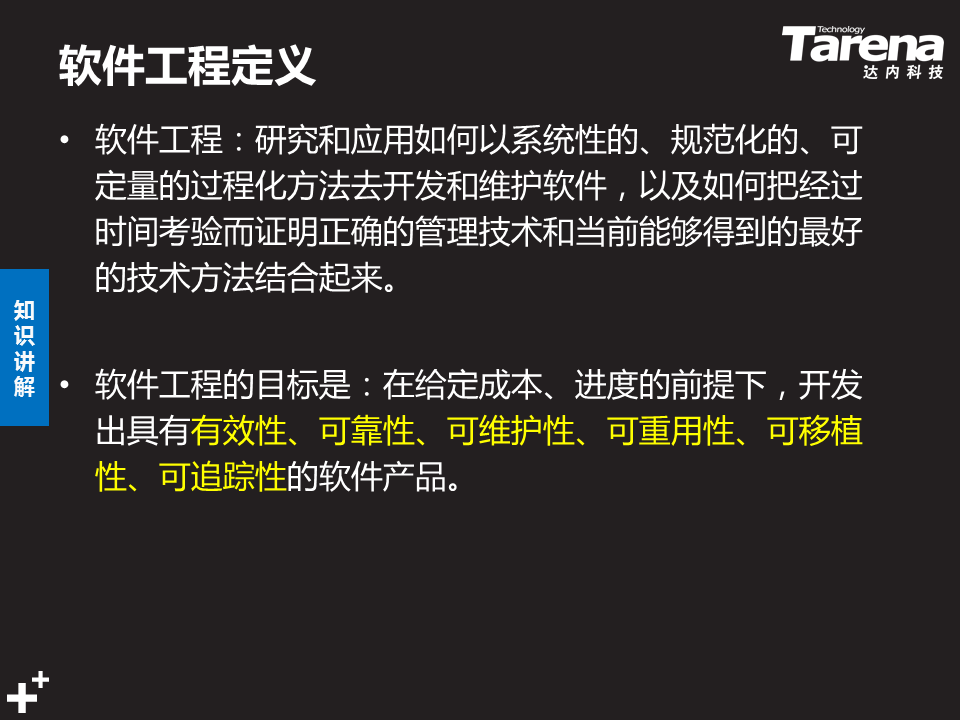 软件工程定义
Technology
Tarena
达内科技
• 软件工程：研究和应用如何以系统性的、规范化的、可
定量的过程化方法去开发和维护软件，以及如何把经过
时间考验而证明正确的管理技术和当前能够得到的最好
的技术方法结合起来。
知识讲解
• 软件工程的目标是：在给定成本、进度的前提下，开发
出具有有效性、可靠性、可维护性、可重用性、可移植
性、可追踪性的软件产品。